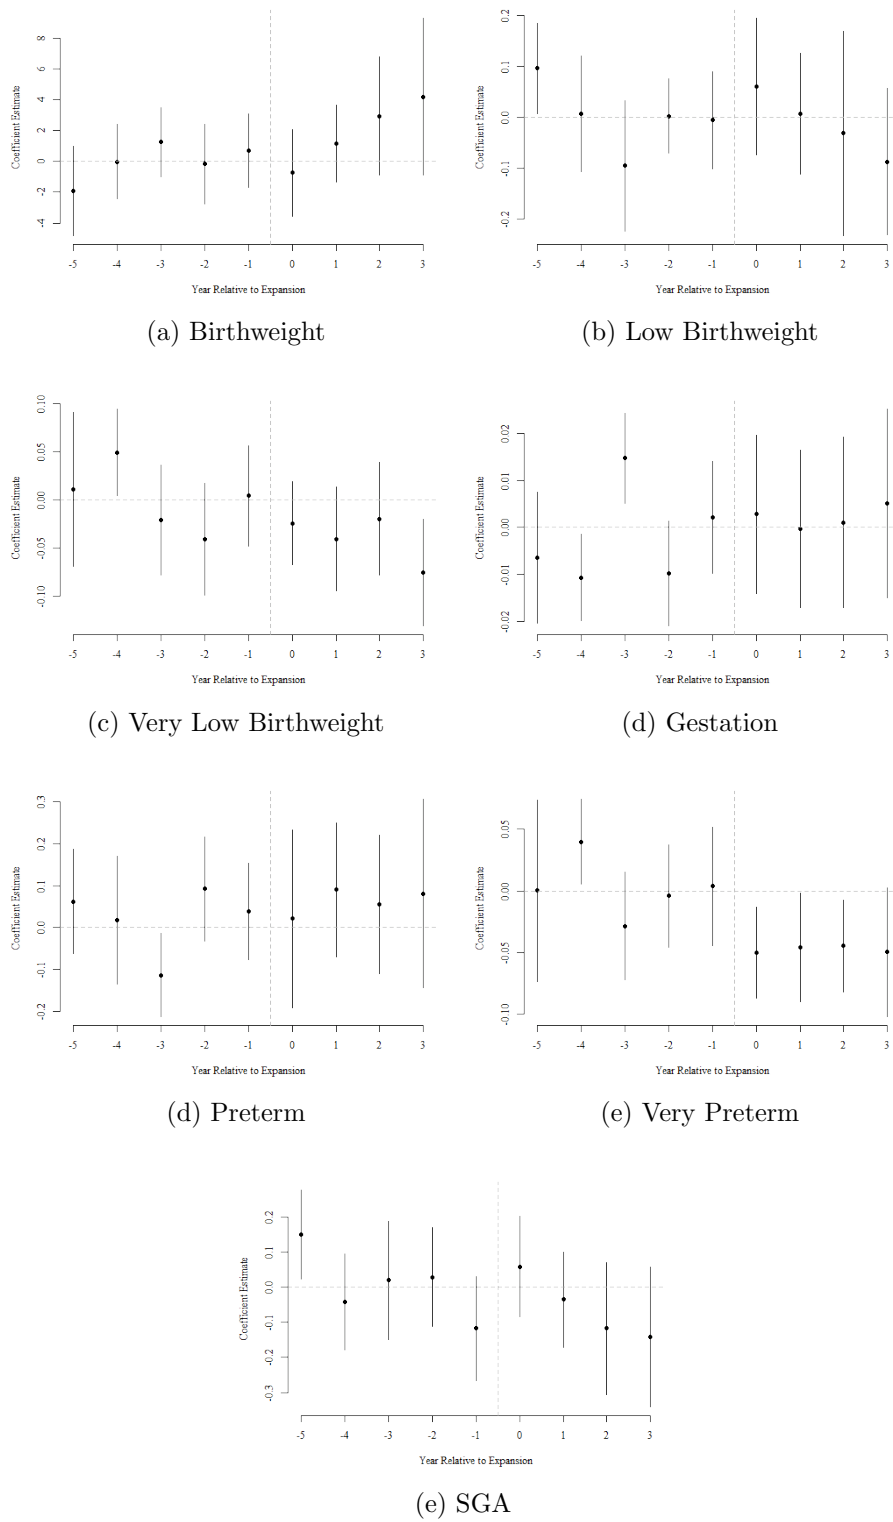 Coefficient Estimate
8
6
4
2
0
-2
-4
-5 -4 -3 -2 -1 0 1 2 3
Year Relative to Expansion
(a) Birthweight
Coefficient Estimate
0.2
0.1
0.0
-0.1
-0.2
-5 -4 -3 -2 -1 0 1 2 3
Year Relative to Expansion
(b) Low Birthweight
Coefficient Estimate
0.10
0.05
0.00
-0.05
-0.10
-5 -4 -3 -2 -1 0 1 2 3
Year Relative to Expansion
(c) Very Low Birthweight
Coefficient Estimate
0.02
0.01
0.00
-0.01
-0.02
-5 -4 -3 -2 -1 0 1 2 3
Year Relative to Expansion
(d) Gestation
Coefficient Estimate
0.3
0.2
0.1
0.0
-0.1
-0.2
-5 -4 -3 -2 -1 0 1 2 3
Year Relative to Expansion
(d) Preterm
Coefficient Estimate
0.05
0.00
-0.05
-0.10
-5 -4 -3 -2 -1 0 1 2 3
Year Relative to Expansion
(e) Very Preterm
Coefficient Estimate
0.2
0.1
0.0
-0.1
-0.2
-0.3
-5 -4 -3 -2 -1 0 1 2 3
Year Relative to Expansion
(e) SGA